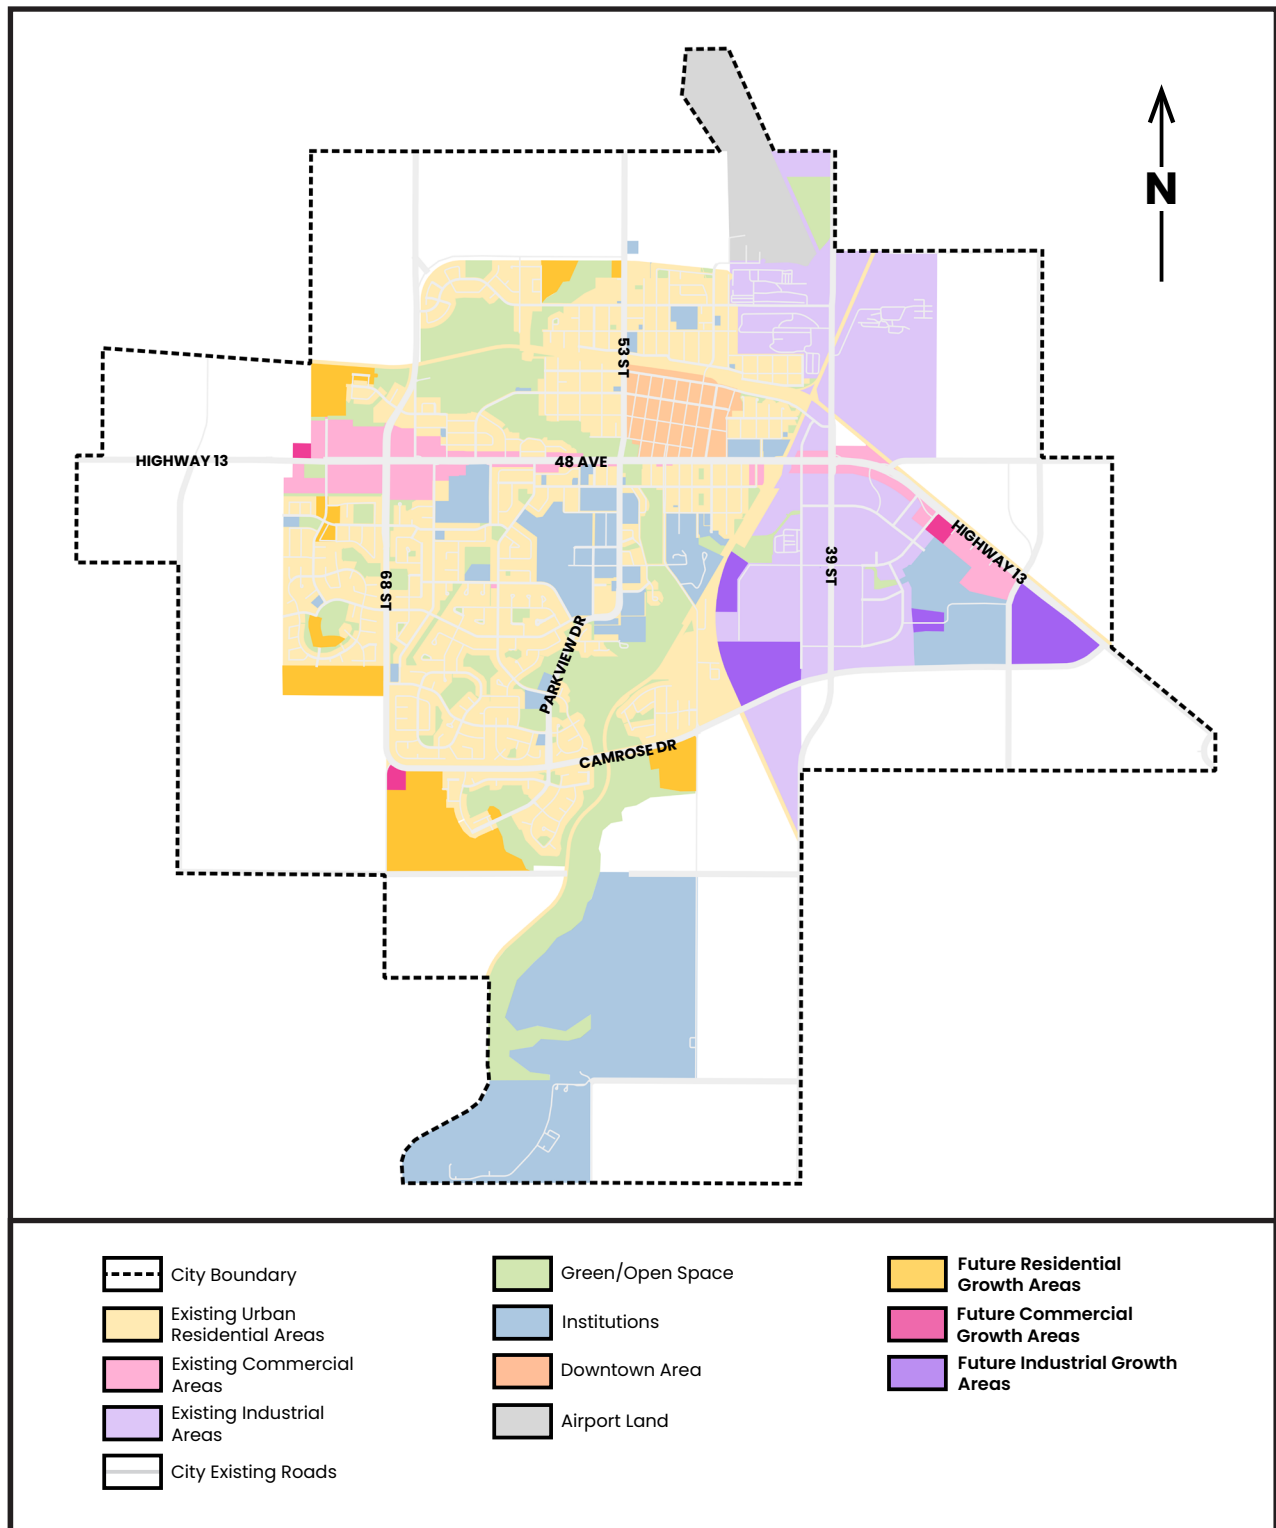 N
53 ST
HIGHWAY 13
48 AVE
HIGHWAY 13
39 ST
68 ST
PARKVIEW DR
CAMROSE DR
City Boundary
Existing Urban
Residential Areas
Existing Commercial
Areas
Existing Industrial
Areas
City Existing Roads
Green/Open Space
Institutions
Downtown Area
Airport Land
Future Residential
Growth Areas
Future Commercial
Growth Areas
Future Industrial Growth
Areas